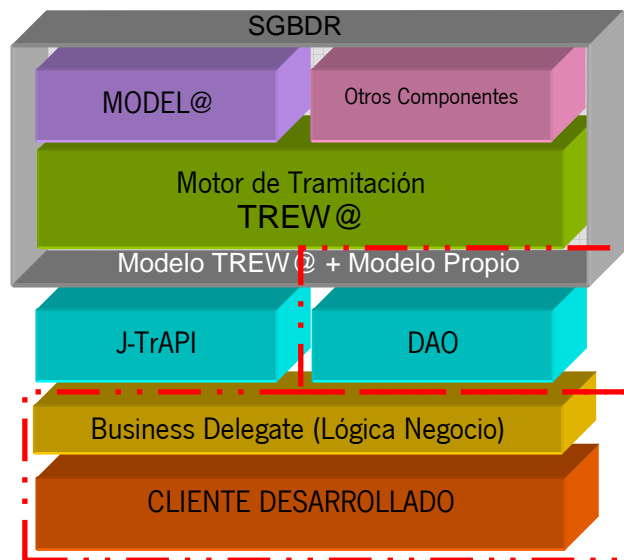 SGBDR
MODEL@
Otros Componentes
Motor de Tramitación
TREW@
Modelo TREW@ + Modelo Propio
J-TrAPI
DAO
Business Delegate (Lógica Negocio)
CLIENTE DESARROLLADO